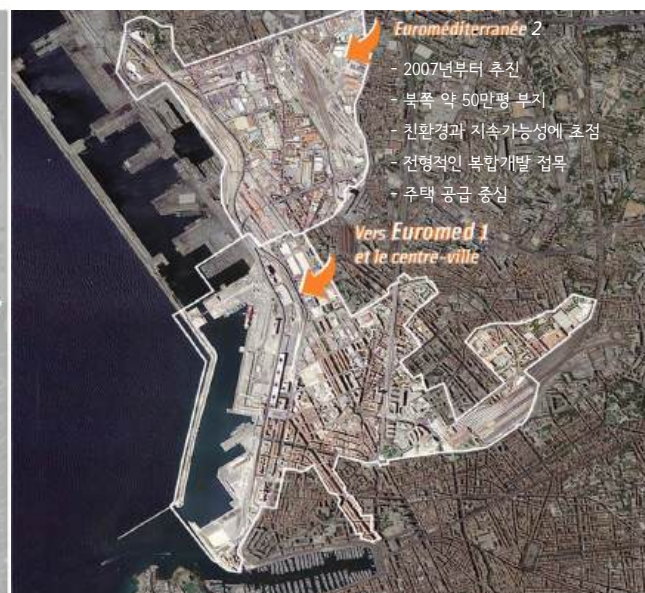 Euroméditerranée 2
- 2007년부터 추진
- 북쪽 약 50만평 부지
- 친환경과 지속가능성에 초점
- 전형적인 복합개발 접목
- 주택 공급 중심
Vers Euromed 1
et le centre-ville